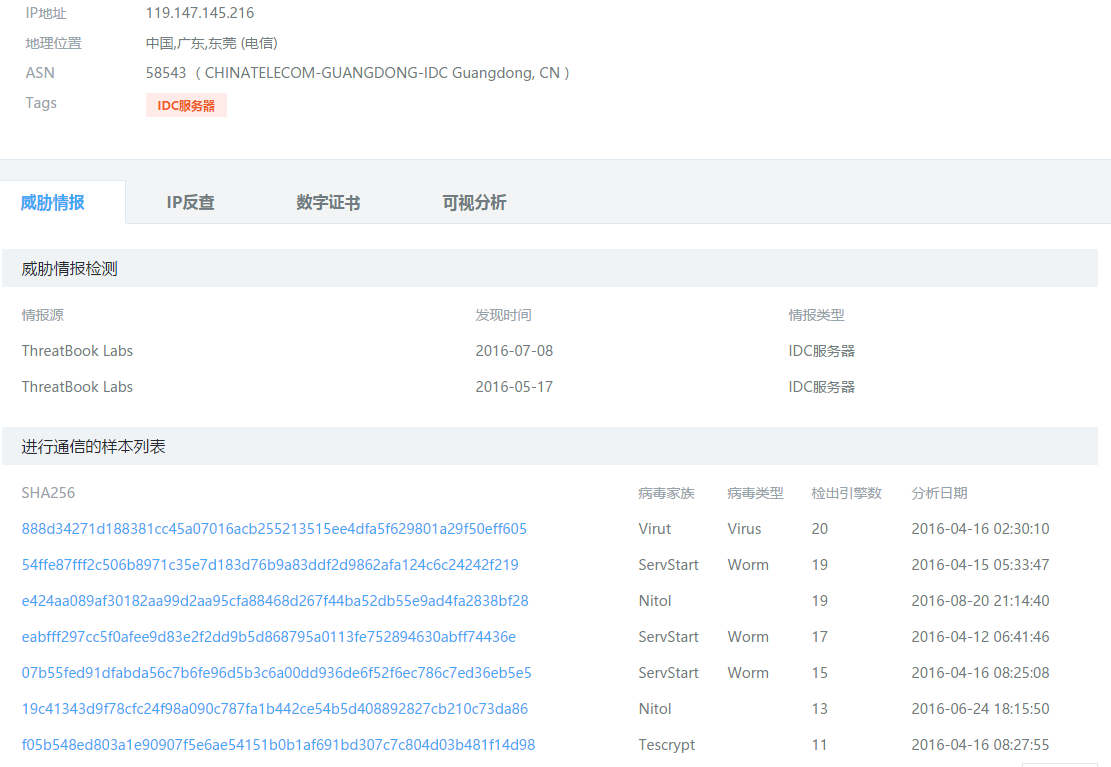 IP地址 119.147.145.216
地理位置 中国,广东,东莞 (电信)
ASN 58543 ( CHINATELECOM-GUANGDONG-IDC Guangdong, CN )
Tags IDC服务器
威胁情报 IP反查 数字证书 可视分析
威胁情报检测
情报源 发现时间 情报类型
ThreatBook Labs 2016-07-08 IDC服务器
ThreatBook Labs 2016-05-17 IDC服务器
进行通信的样本列表
SHA256 病毒家族 病毒类型 检出引擎数 分析日期
888d34271d188381cc45a07016acb255213515ee4dfa5f629801a29f50eff605 Virut Virus 20 2016-04-16 02:30:10
54ffe87fff2c506b8971c35e7d183d76b9a83ddf2d9862afa124c6c24242f219 ServStart Worm 19 2016-04-15 05:33:47
e424aa089af30182aa99d2aa95cfa88468d267f44ba52db55e9ad4fa2838bf28 Nitol 19 2016-08-20 21:14:40
eabfff297cc5f0afee9d83e2f2dd9b5d868795a0113fe752894630abff74436e ServStart Worm 17 2016-04-12 06:41:46
07b55fed91dfabda56c7b6fe96d5b3c6a00dd936de6f52f6ec786c7ed36eb5e5 ServStart Worm 15 2016-04-16 08:25:08
19c41343d9f78cfc24f98a090c787fa1b442ce54b5d408892827cb210c73da86 Nitol 13 2016-06-24 18:15:50
f05b548ed803a1e90907f5e6ae54151b0b1af691bd307c7c804d03b481f14d98 Tescrypt 11 2016-04-16 08:27:55